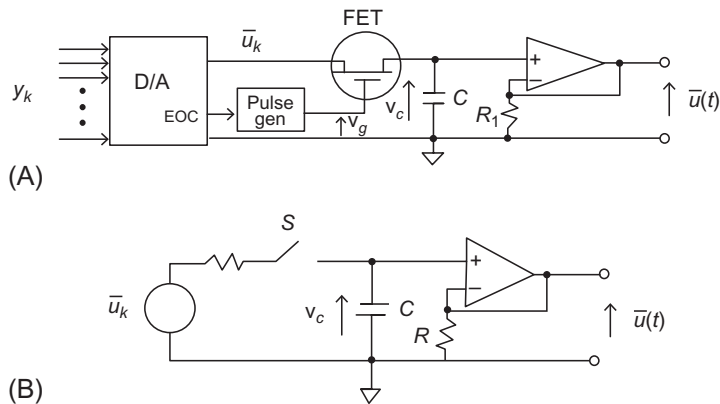 FET
ū_k
D/A
y_k
EOC
Pulse
gen
v_g
v_c
C
+
−
R_1
ū(t)
(A)
S
ū_k
v_c
C
+
−
R
ū(t)
(B)